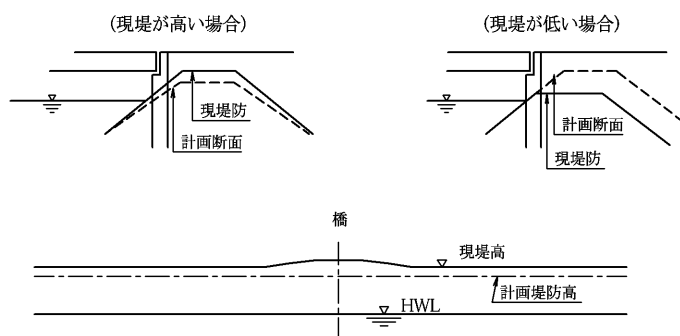 (現堤が高い場合)
(現堤が低い場合)
現堤防
計画断面
計画断面
現堤防
橋
現堤高
計画堤防高
HWL